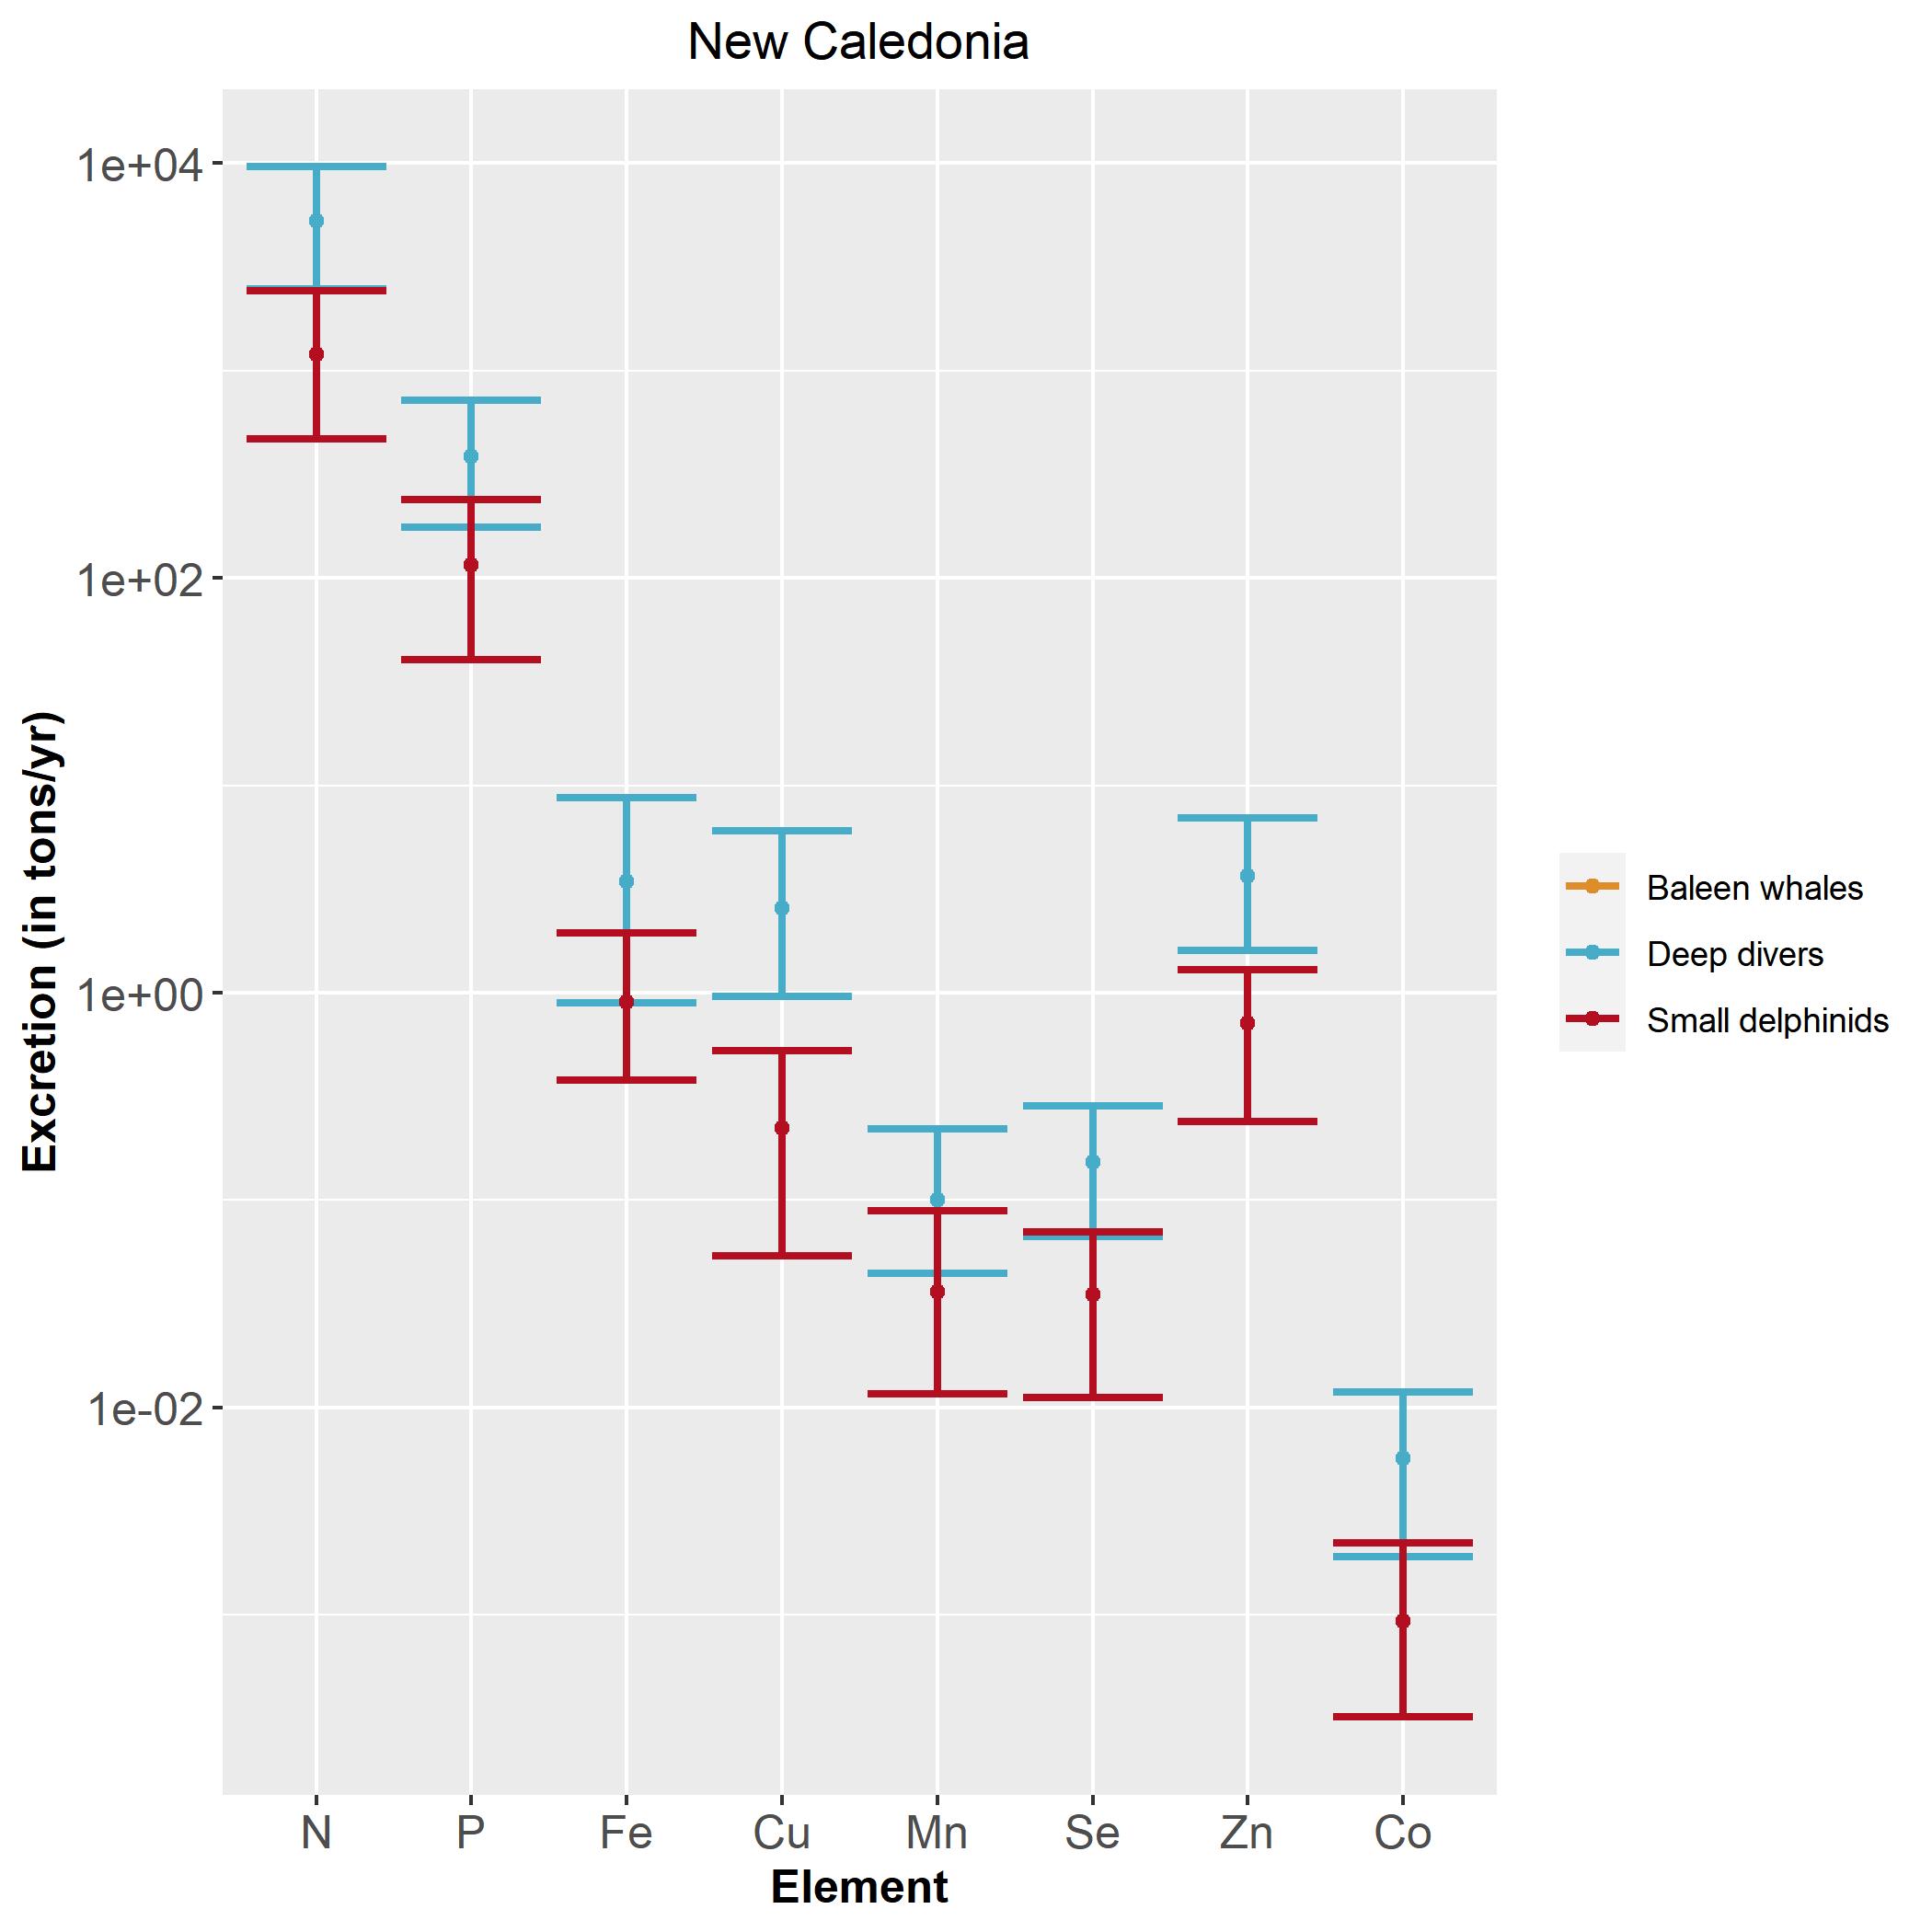 New Caledonia
1e+04
1e+02
1e+00
1e-02
Excretion (in tons/yr)
N P Fe Cu Mn Se Zn Co
Element
Baleen whales
Deep divers
Small delphinids